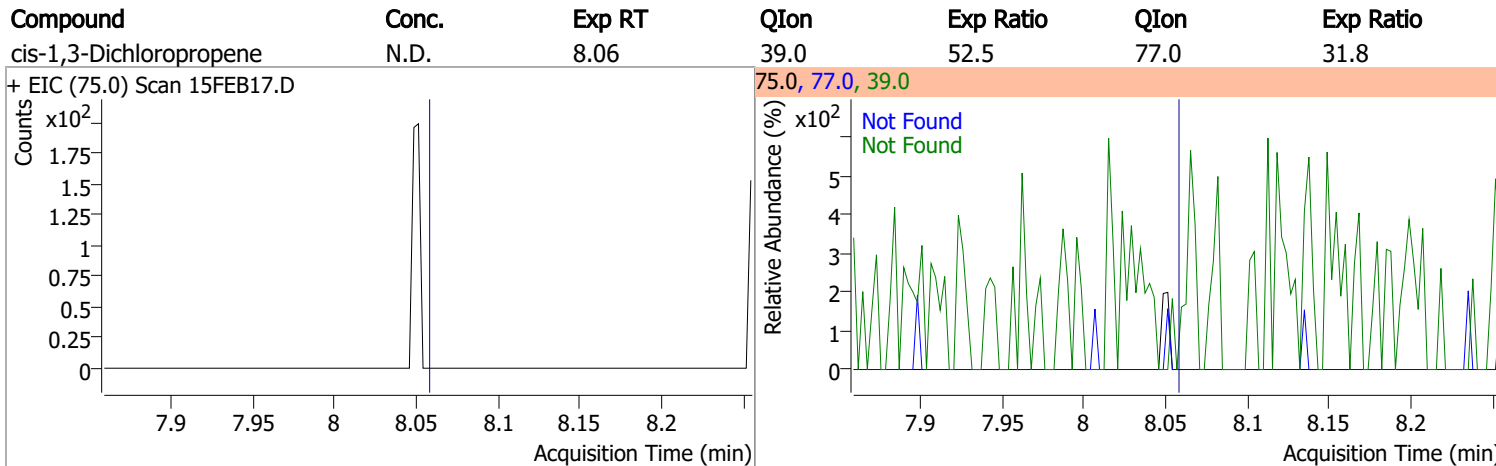 Compound Conc. Exp RT QIon Exp Ratio QIon Exp Ratio
cis-1,3-Dichloropropene N.D. 8.06 39.0 52.5 77.0 31.8
+ EIC (75.0) Scan 15FEB17.D
Counts
x10²
1.75
1.5
1.25
1
0.75
0.5
0.25
0
7.9 7.95 8 8.05 8.1 8.15 8.2
Acquisition Time (min)
75.0, 77.0, 39.0
Relative Abundance (%)
x10²
Not Found
Not Found
5
4
3
2
1
0
7.9 7.95 8 8.05 8.1 8.15 8.2
Acquisition Time (min)